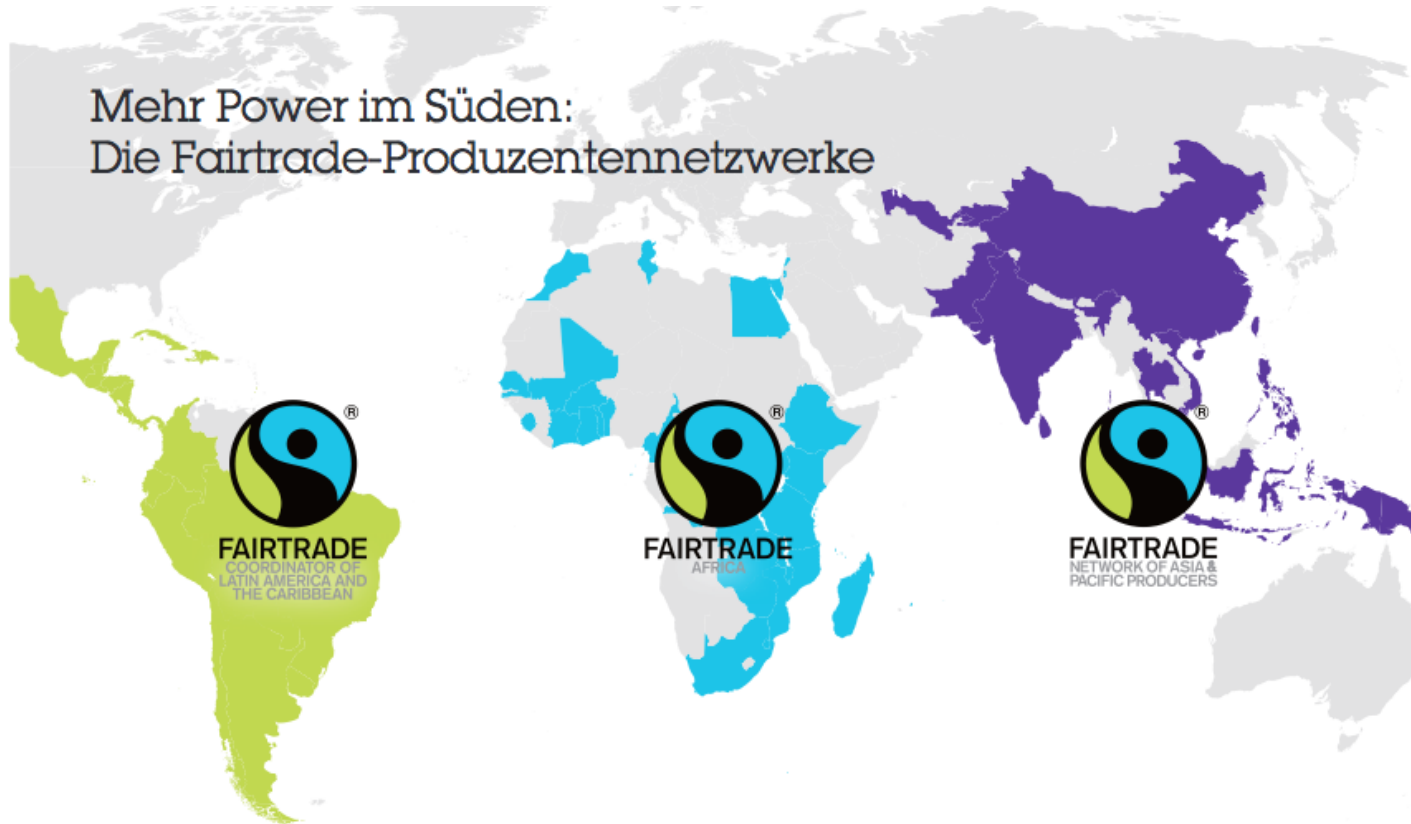 Mehr Power im Süden:
Die Fairtrade-Produzentennetzwerke
®
FAIRTRADE
COORDINATOR OF
LATIN AMERICA AND
THE CARIBBEAN
®
FAIRTRADE
AFRICA
®
FAIRTRADE
NETWORK OF ASIA &
PACIFIC PRODUCERS